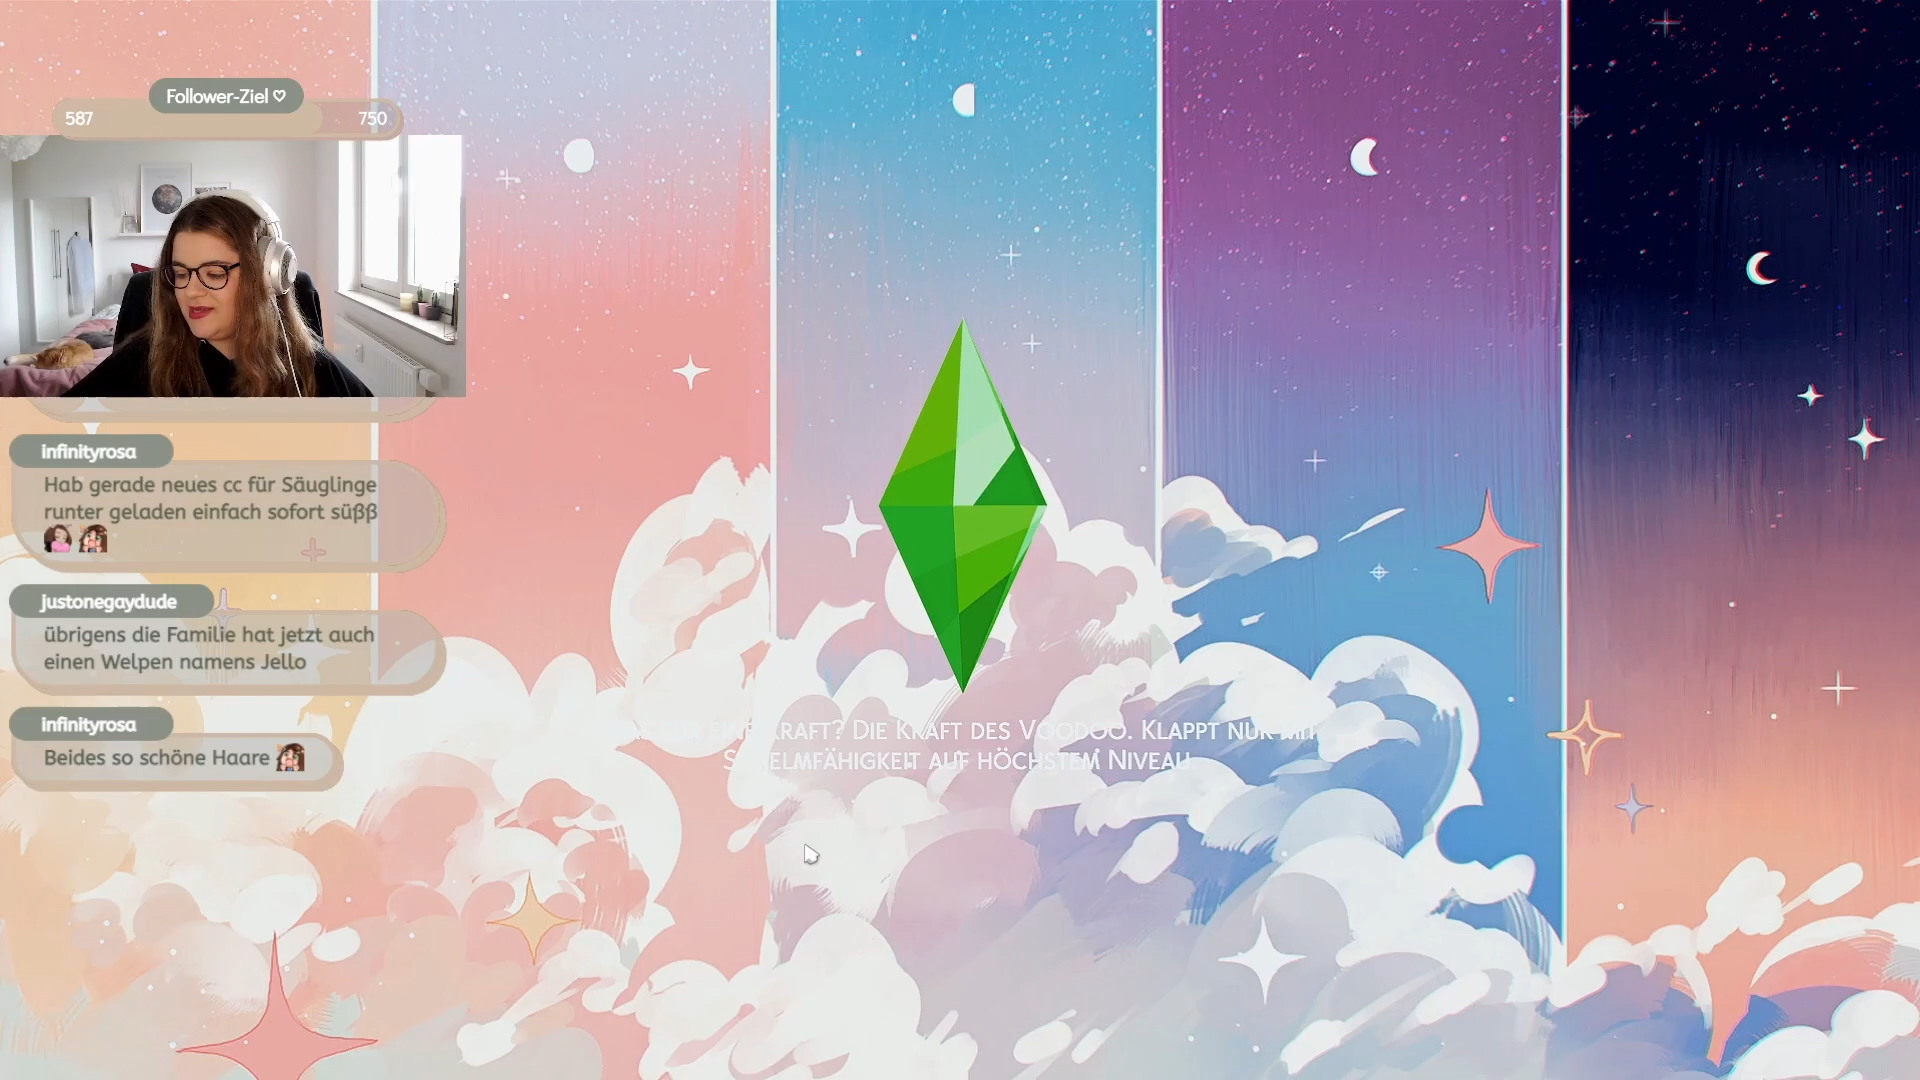 Follower-Ziel ♡
587 750
infinityrosa
Hab gerade neues cc für Säuglinge
runter geladen einfach sofort süßß
justonegaydude
übrigens die Familie hat jetzt auch
einen Welpen namens Jello
infinityrosa
Beides so schöne Haare
Kraft? Die Kraft des Voodoo. Klappt nur mit
auf höchstem Niveau.